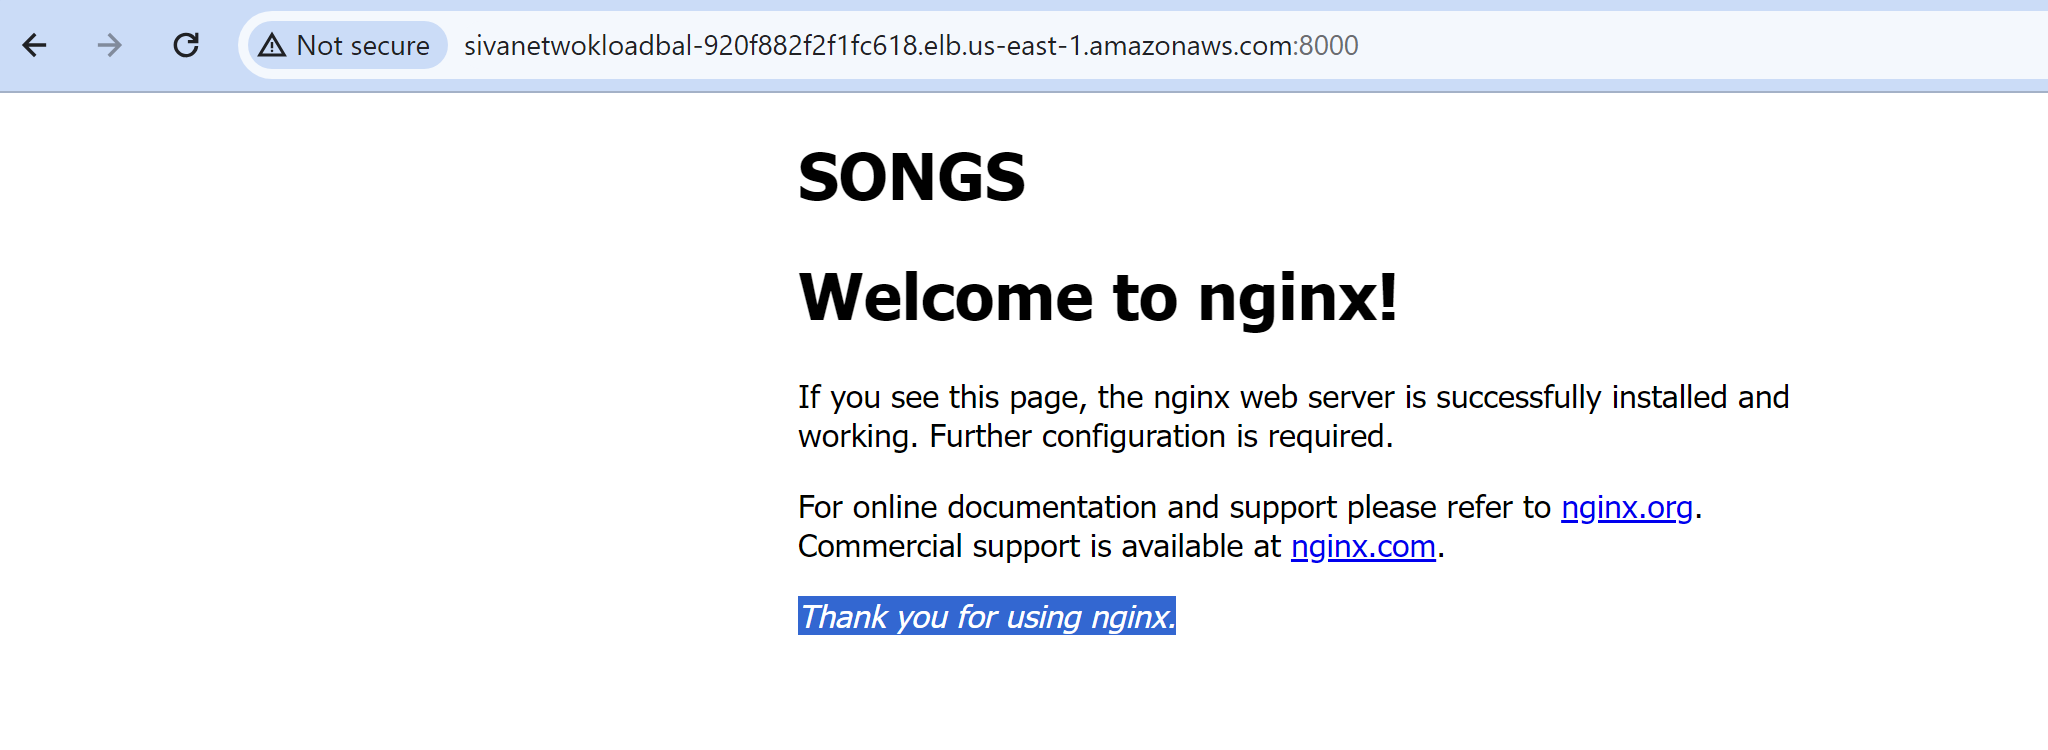 Not secure sivanetwokloadbal-920f882f2f1fc618.elb.us-east-1.amazonaws.com:8000
SONGS
Welcome to nginx!
If you see this page, the nginx web server is successfully installed and
working. Further configuration is required.
For online documentation and support please refer to nginx.org.
Commercial support is available at nginx.com.
Thank you for using nginx.